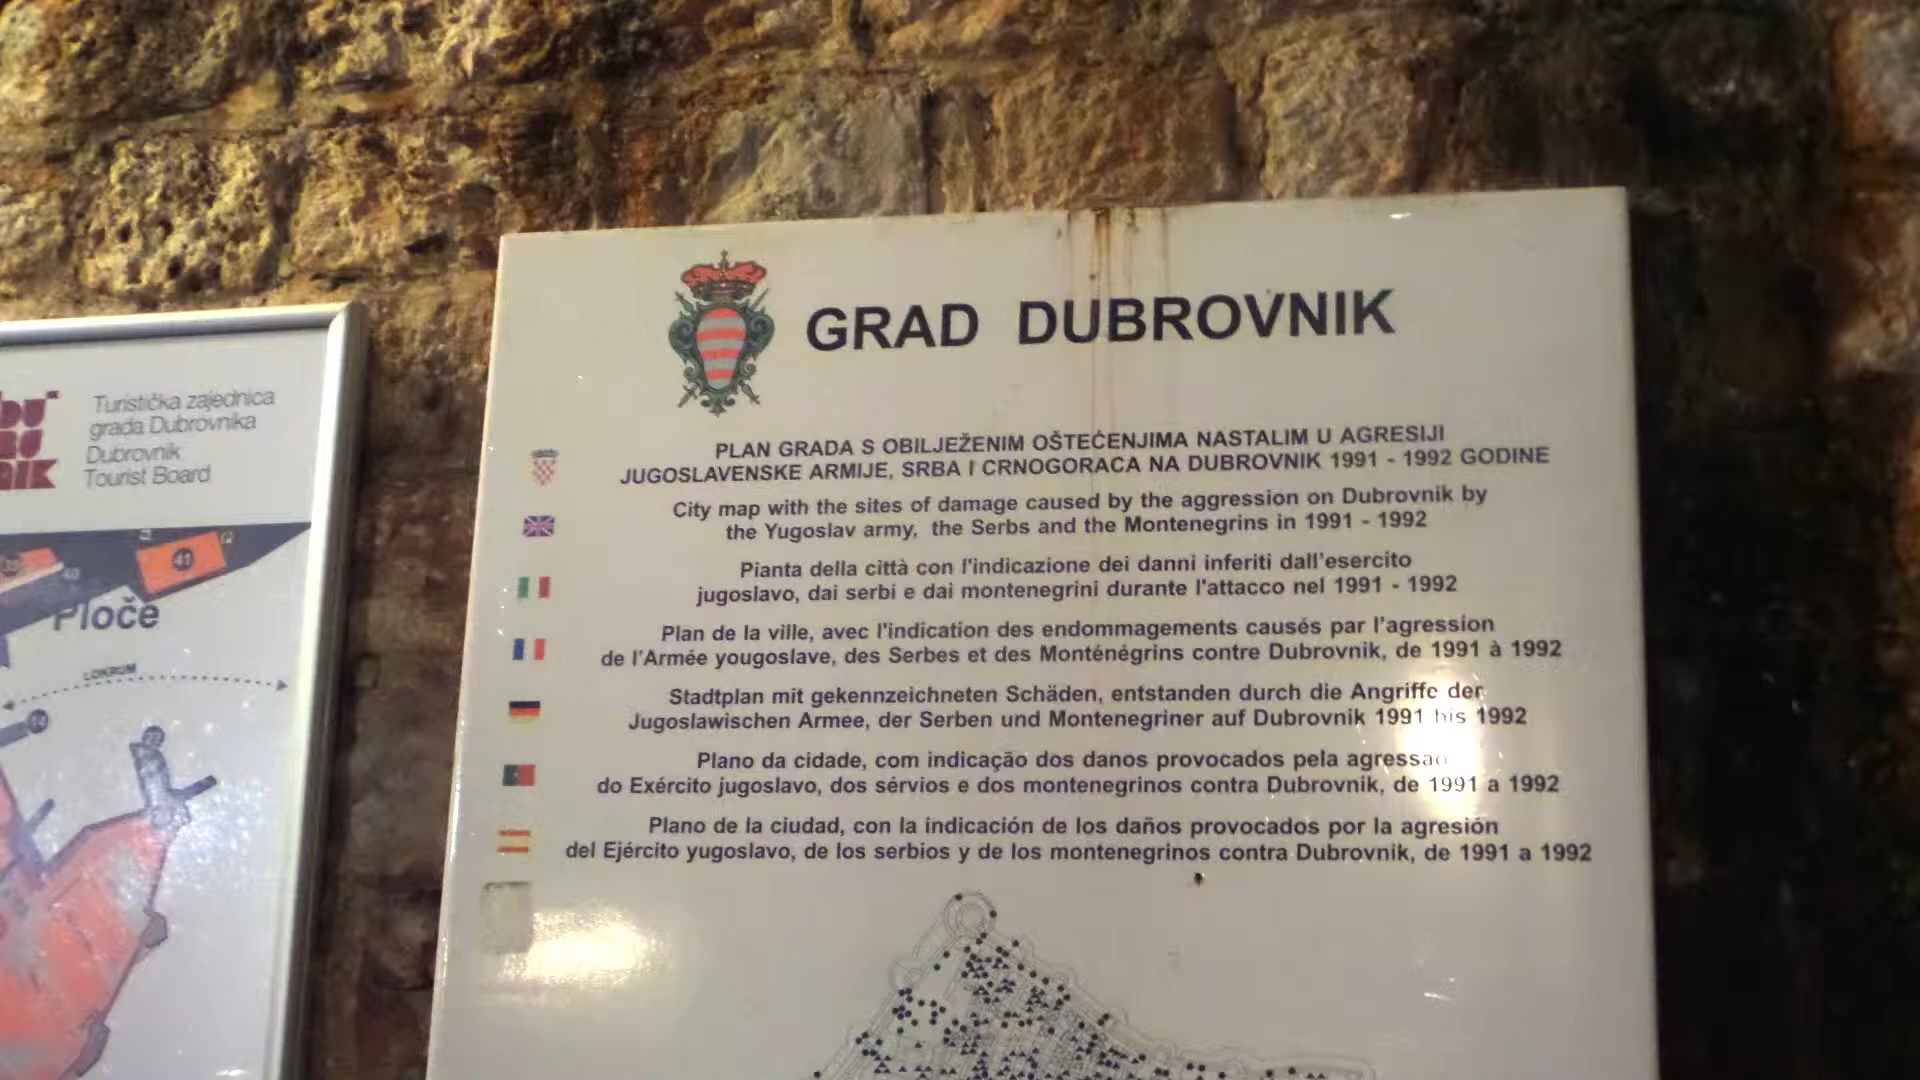 Turistička zajednica
grada Dubrovnika
Dubrovnik
Tourist Board
41
Ploče
LOKRUM
GRAD DUBROVNIK
PLAN GRADA S OBILJEŽENIM OŠTEĆENJIMA NASTALIM U AGRESIJI
JUGOSLAVENSKE ARMIJE, SRBA I CRNOGORACA NA DUBROVNIK 1991 - 1992 GODINE
City map with the sites of damage caused by the aggression on Dubrovnik by
the Yugoslav army, the Serbs and the Montenegrins in 1991 - 1992
Pianta della città con l'indicazione dei danni inferiti dall'esercito
jugoslavo, dai serbi e dai montenegrini durante l'attacco nel 1991 - 1992
Plan de la ville, avec l'indication des endommagements causés par l'agression
de l'Armée yougoslave, des Serbes et des Monténégrins contre Dubrovnik, de 1991 à 1992
Stadtplan mit gekennzeichneten Schäden, entstanden durch die Angriffe der
Jugoslawischen Armee, der Serben und Montenegriner auf Dubrovnik 1991 bis 1992
Plano da cidade, com indicação dos danos provocados pela agressao
do Exército jugoslavo, dos sérvios e dos montenegrinos contra Dubrovnik, de 1991 a 1992
Plano de la ciudad, con la indicación de los daños provocados por la agresión
del Ejército yugoslavo, de los serbios y de los montenegrinos contra Dubrovnik, de 1991 a 1992